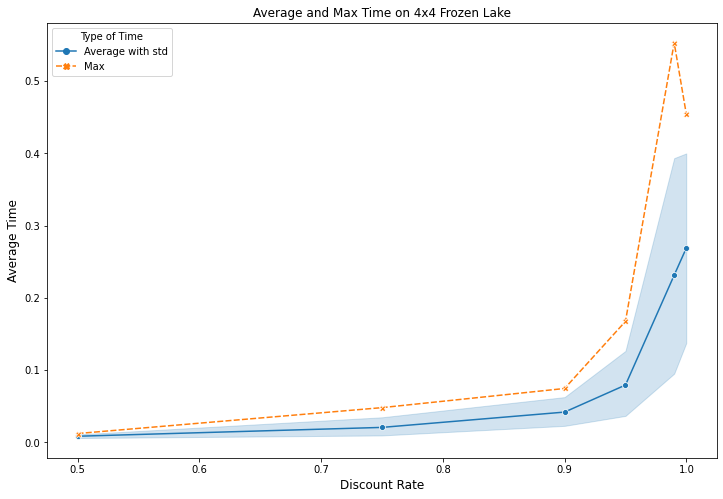 Average and Max Time on 4x4 Frozen Lake
Type of Time
Average with std
Max
Average Time
0.5
0.4
0.3
0.2
0.1
0.0
0.5 0.6 0.7 0.8 0.9 1.0
Discount Rate